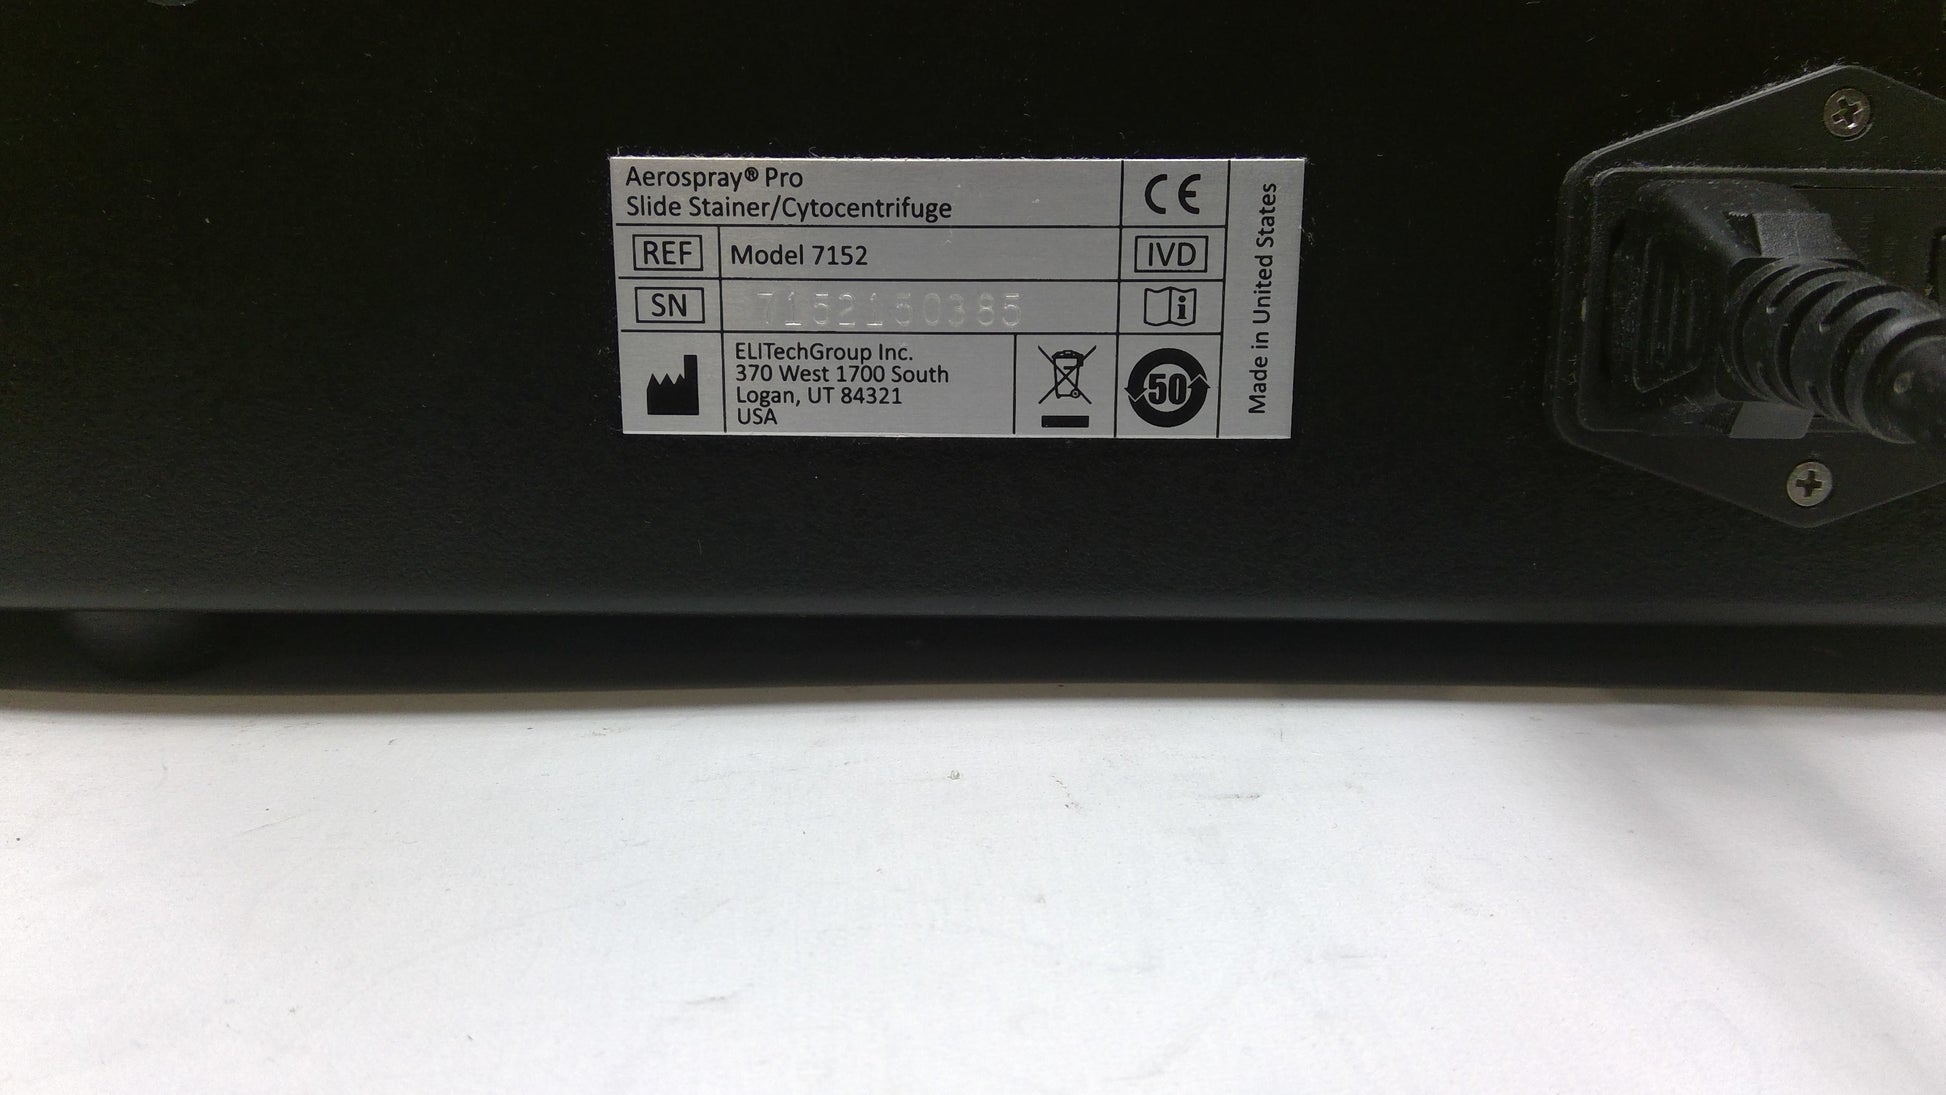 Aerospray® Pro
Slide Stainer/Cytocentrifuge
CE
REF Model 7152
IVD
SN 7152150385
i
ELITechGroup Inc.
370 West 1700 South
Logan, UT 84321
USA
50
Made in United States